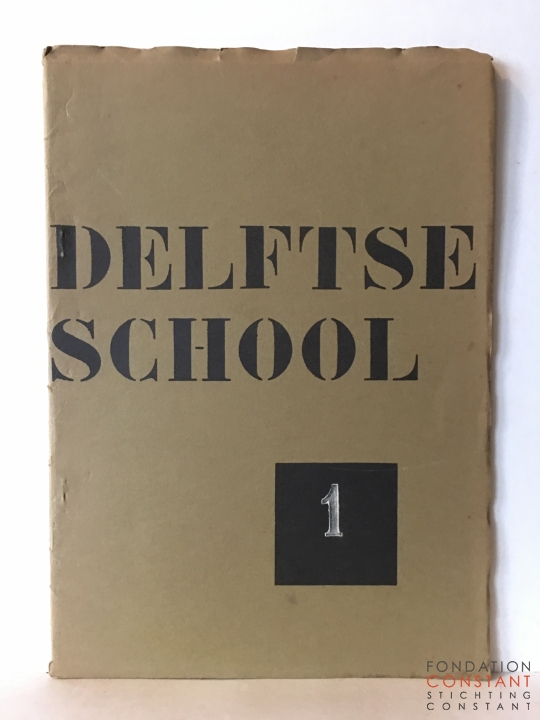 DELFTSE
SCHOOL
1
FONDATION
CONSTANT
STICHTING
CONSTANT